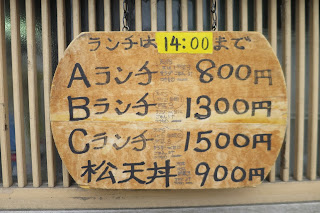 ランチは14:00まで
Aランチ 800円
Bランチ 1300円
Cランチ 1500円
松天丼 900円